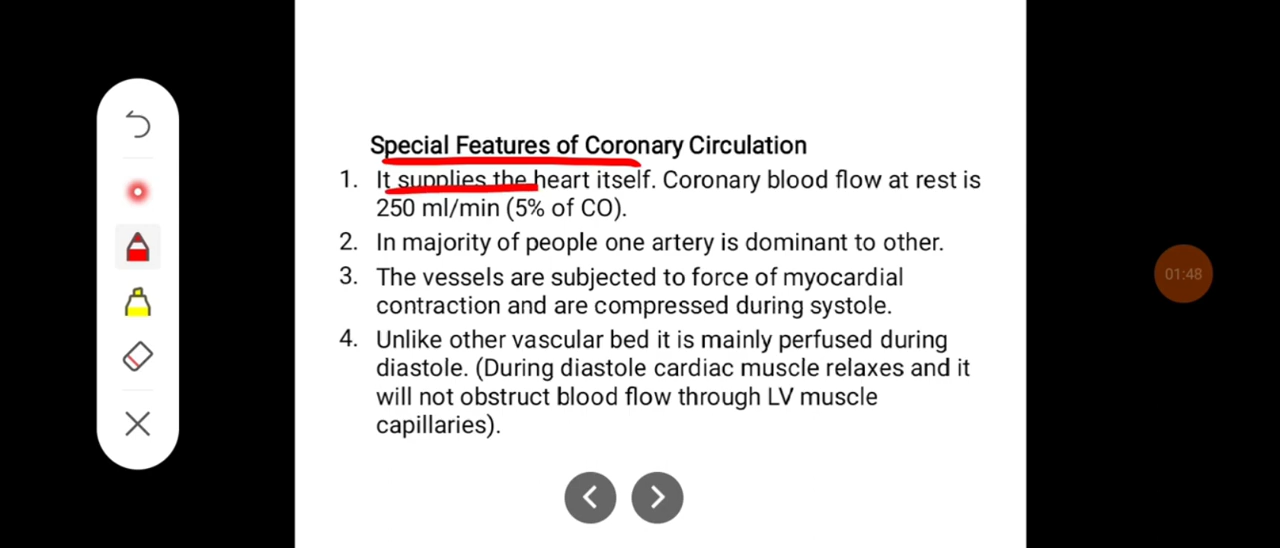 Special Features of Coronary Circulation
1. It supplies the heart itself. Coronary blood flow at rest is
250 ml/min (5% of CO).
2. In majority of people one artery is dominant to other.
3. The vessels are subjected to force of myocardial
contraction and are compressed during systole.
4. Unlike other vascular bed it is mainly perfused during
diastole. (During diastole cardiac muscle relaxes and it
will not obstruct blood flow through LV muscle
capillaries).
01:48